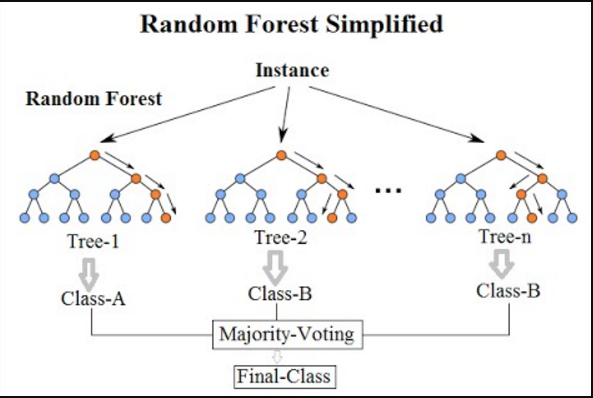 Random Forest Simplified
Instance
Random Forest
...
Tree-1
Tree-2
Tree-n
Class-A
Class-B
Class-B
Majority-Voting
Final-Class